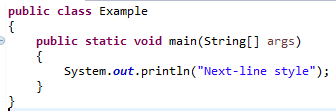 public class Example
{
    public static void main(String[] args)
    {
        System.out.println("Next-line style");
    }
}